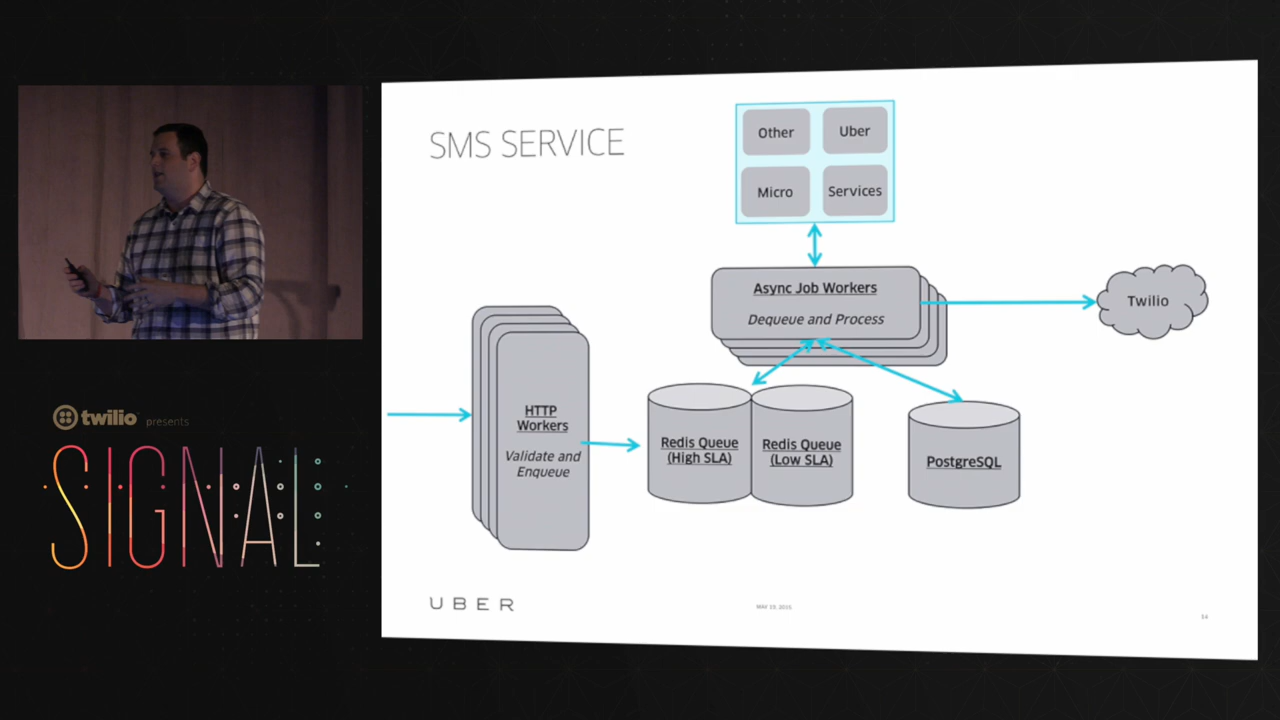 twilio presents
SIGNAL
SMS SERVICE
Other
Uber
Micro
Services
Async Job Workers
Dequeue and Process
Twilio
HTTP
Workers
Validate and
Enqueue
Redis Queue
(High SLA)
Redis Queue
(Low SLA)
PostgreSQL
UBER